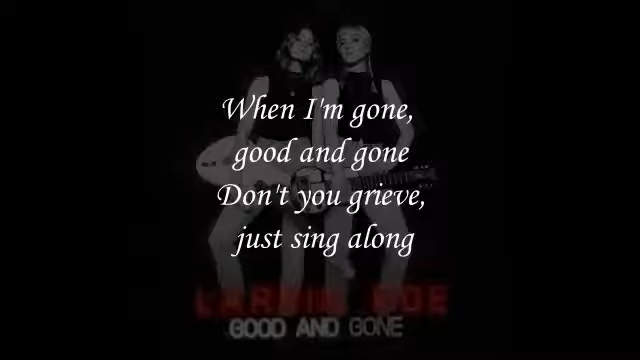 When I'm gone,
good and gone
Don't you grieve,
just sing along
LARKIN POE
GOOD AND GONE